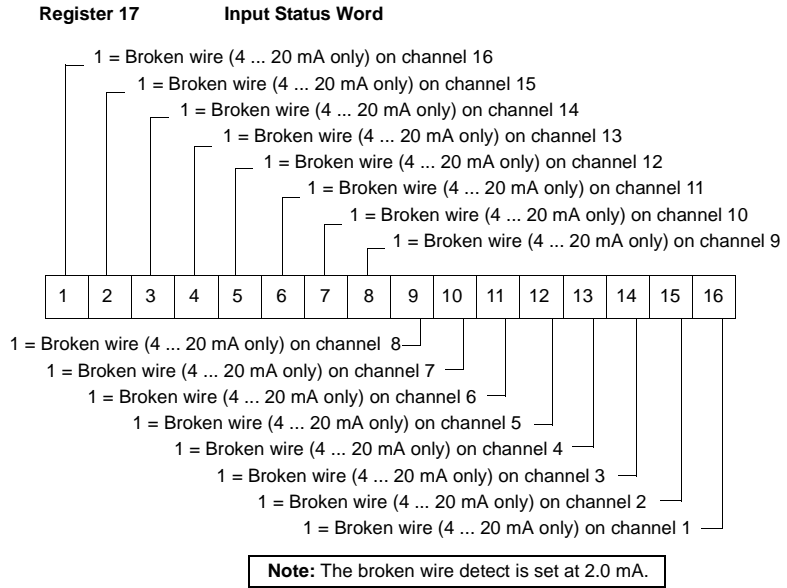 Register 17 Input Status Word
1 = Broken wire (4 ... 20 mA only) on channel 16
1 = Broken wire (4 ... 20 mA only) on channel 15
1 = Broken wire (4 ... 20 mA only) on channel 14
1 = Broken wire (4 ... 20 mA only) on channel 13
1 = Broken wire (4 ... 20 mA only) on channel 12
1 = Broken wire (4 ... 20 mA only) on channel 11
1 = Broken wire (4 ... 20 mA only) on channel 10
1 = Broken wire (4 ... 20 mA only) on channel 9
1 2 3 4 5 6 7 8 9 10 11 12 13 14 15 16
1 = Broken wire (4 ... 20 mA only) on channel 8
1 = Broken wire (4 ... 20 mA only) on channel 7
1 = Broken wire (4 ... 20 mA only) on channel 6
1 = Broken wire (4 ... 20 mA only) on channel 5
1 = Broken wire (4 ... 20 mA only) on channel 4
1 = Broken wire (4 ... 20 mA only) on channel 3
1 = Broken wire (4 ... 20 mA only) on channel 2
1 = Broken wire (4 ... 20 mA only) on channel 1
Note: The broken wire detect is set at 2.0 mA.